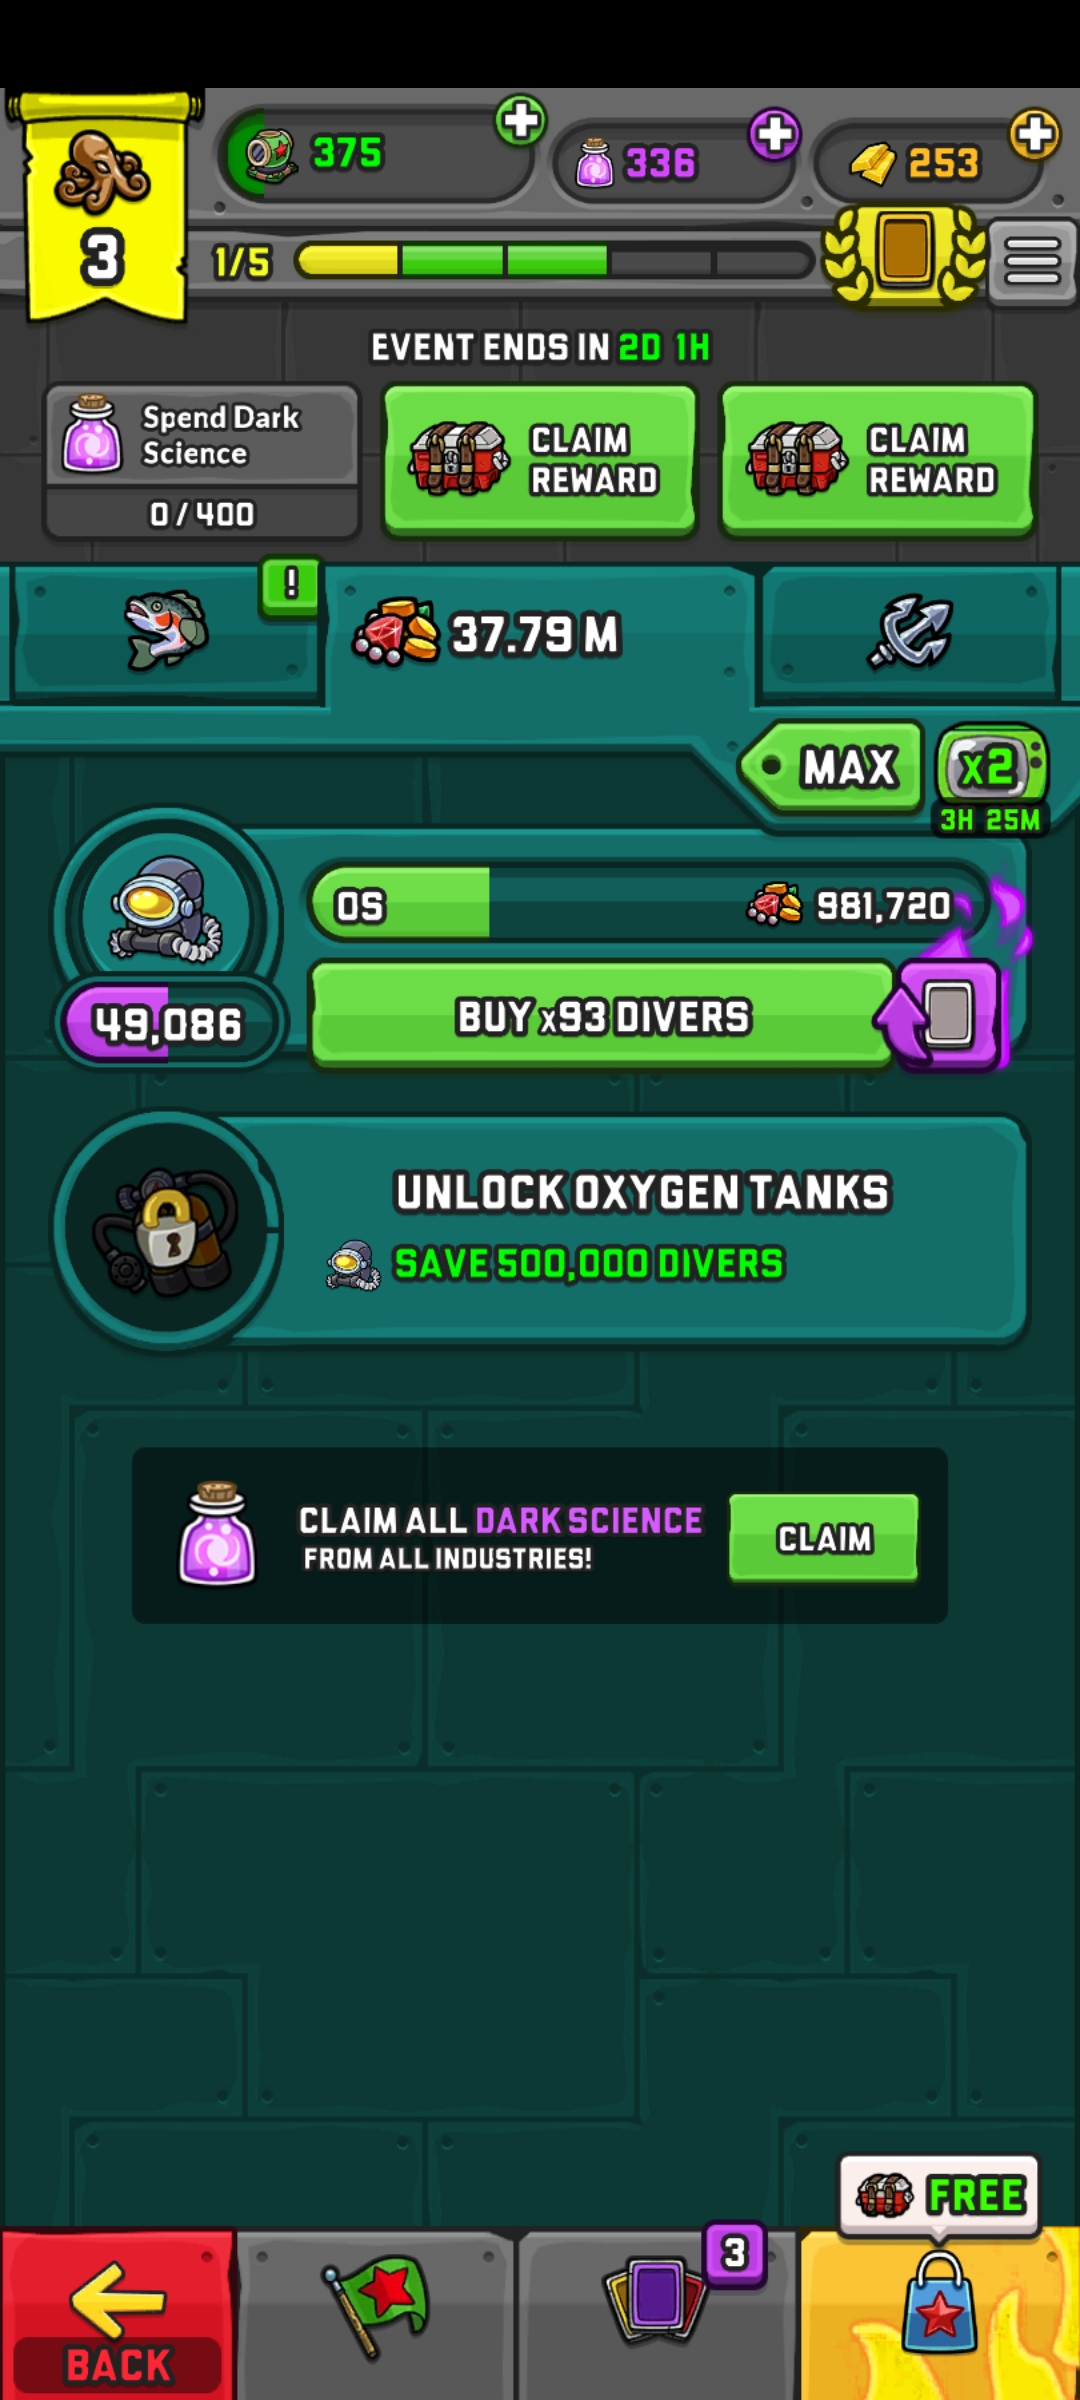 375
336
253
3
1/5
EVENT ENDS IN 2D 1H
Spend Dark
Science
0 / 400
CLAIM
REWARD
CLAIM
REWARD
!
37.79 M
MAX
x2
3H 25M
0S
981,720
49,086
BUY x93 DIVERS
UNLOCK OXYGEN TANKS
SAVE 500,000 DIVERS
CLAIM ALL DARK SCIENCE
FROM ALL INDUSTRIES!
CLAIM
FREE
3
BACK